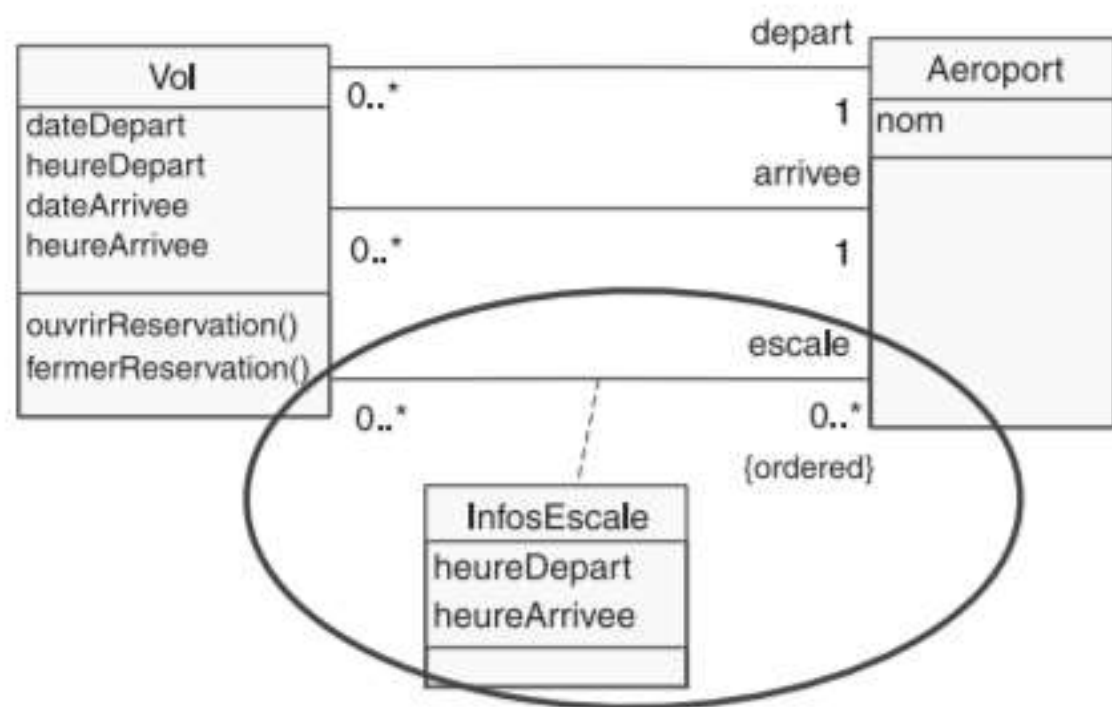 Vol
dateDepart
heureDepart
dateArrivee
heureArrivee
ouvrirReservation()
fermerReservation()
depart
0..*
1
arrivee
0..*
1
escale
0..*
0..*
{ordered}
Aeroport
nom
InfosEscale
heureDepart
heureArrivee